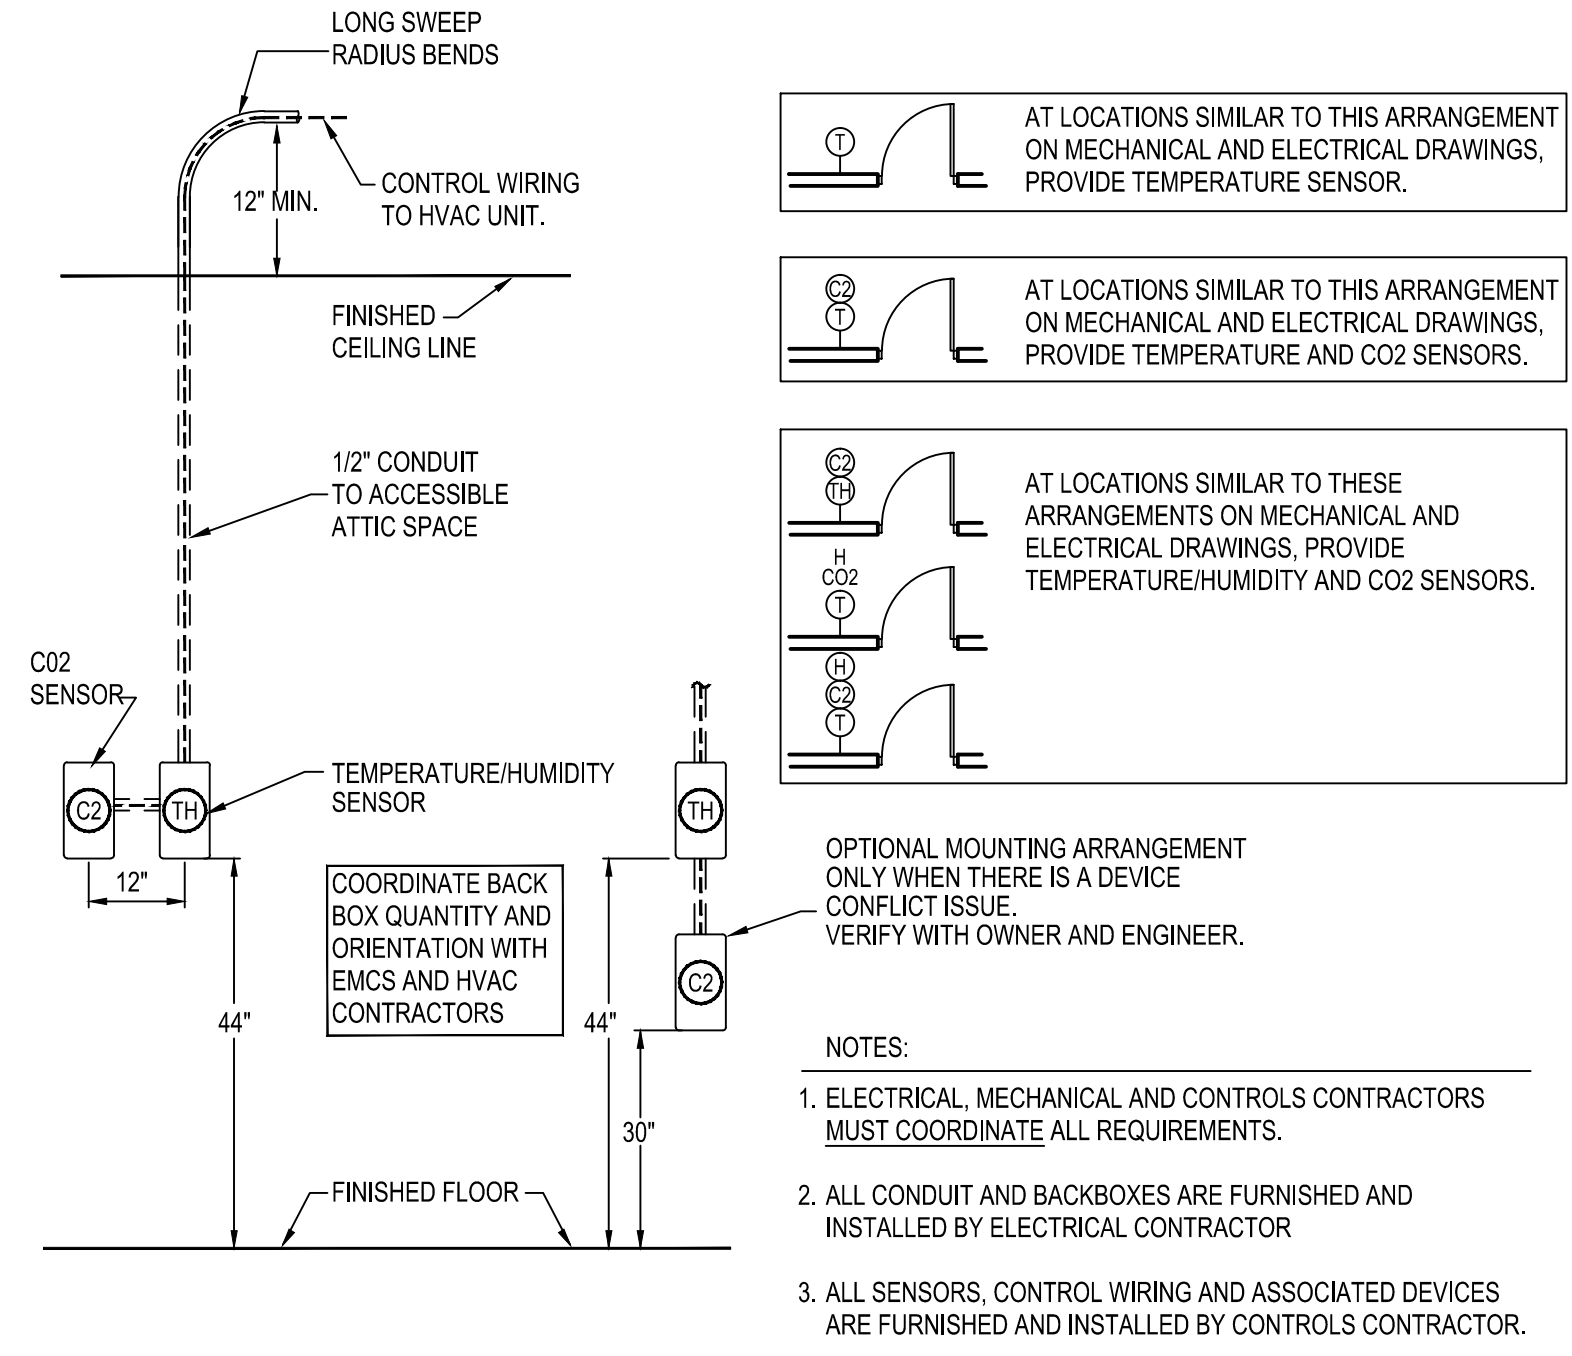 LONG SWEEP
RADIUS BENDS
12" MIN.
CONTROL WIRING
TO HVAC UNIT.
FINISHED
CEILING LINE
1/2" CONDUIT
TO ACCESSIBLE
ATTIC SPACE
C02
SENSOR
C2
TH
TEMPERATURE/HUMIDITY
SENSOR
12"
44"
COORDINATE BACK
BOX QUANTITY AND
ORIENTATION WITH
EMCS AND HVAC
CONTRACTORS
TH
C2
44"
30"
FINISHED FLOOR
T
AT LOCATIONS SIMILAR TO THIS ARRANGEMENT
ON MECHANICAL AND ELECTRICAL DRAWINGS,
PROVIDE TEMPERATURE SENSOR.
C2
T
AT LOCATIONS SIMILAR TO THIS ARRANGEMENT
ON MECHANICAL AND ELECTRICAL DRAWINGS,
PROVIDE TEMPERATURE AND CO2 SENSORS.
C2
TH
H
CO2
T
H
C2
T
AT LOCATIONS SIMILAR TO THESE
ARRANGEMENTS ON MECHANICAL AND
ELECTRICAL DRAWINGS, PROVIDE
TEMPERATURE/HUMIDITY AND CO2 SENSORS.
OPTIONAL MOUNTING ARRANGEMENT
ONLY WHEN THERE IS A DEVICE
CONFLICT ISSUE.
VERIFY WITH OWNER AND ENGINEER.
NOTES:
1. ELECTRICAL, MECHANICAL AND CONTROLS CONTRACTORS
MUST COORDINATE ALL REQUIREMENTS.
2. ALL CONDUIT AND BACKBOXES ARE FURNISHED AND
INSTALLED BY ELECTRICAL CONTRACTOR
3. ALL SENSORS, CONTROL WIRING AND ASSOCIATED DEVICES
ARE FURNISHED AND INSTALLED BY CONTROLS CONTRACTOR.